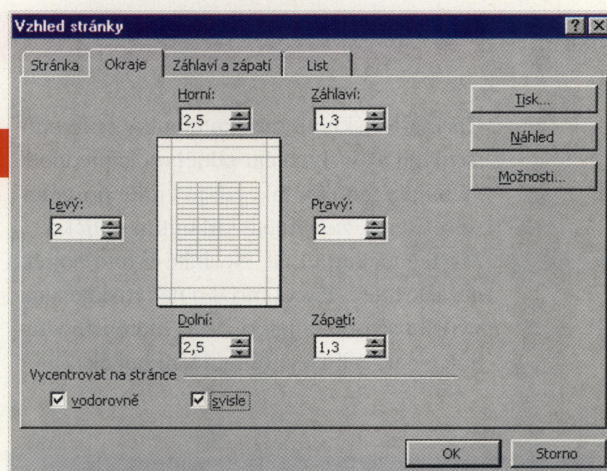 Vzhled stránky
Stránka Okraje Záhlaví a zápatí List
Horní: Záhlaví:
2,5 1,3
Tisk...
Náhled
Možnosti...
Levý: Pravý:
2 2
Dolní: Zápatí:
2,5 1,3
Vycentrovat na stránce
vodorovně svisle
OK Storno